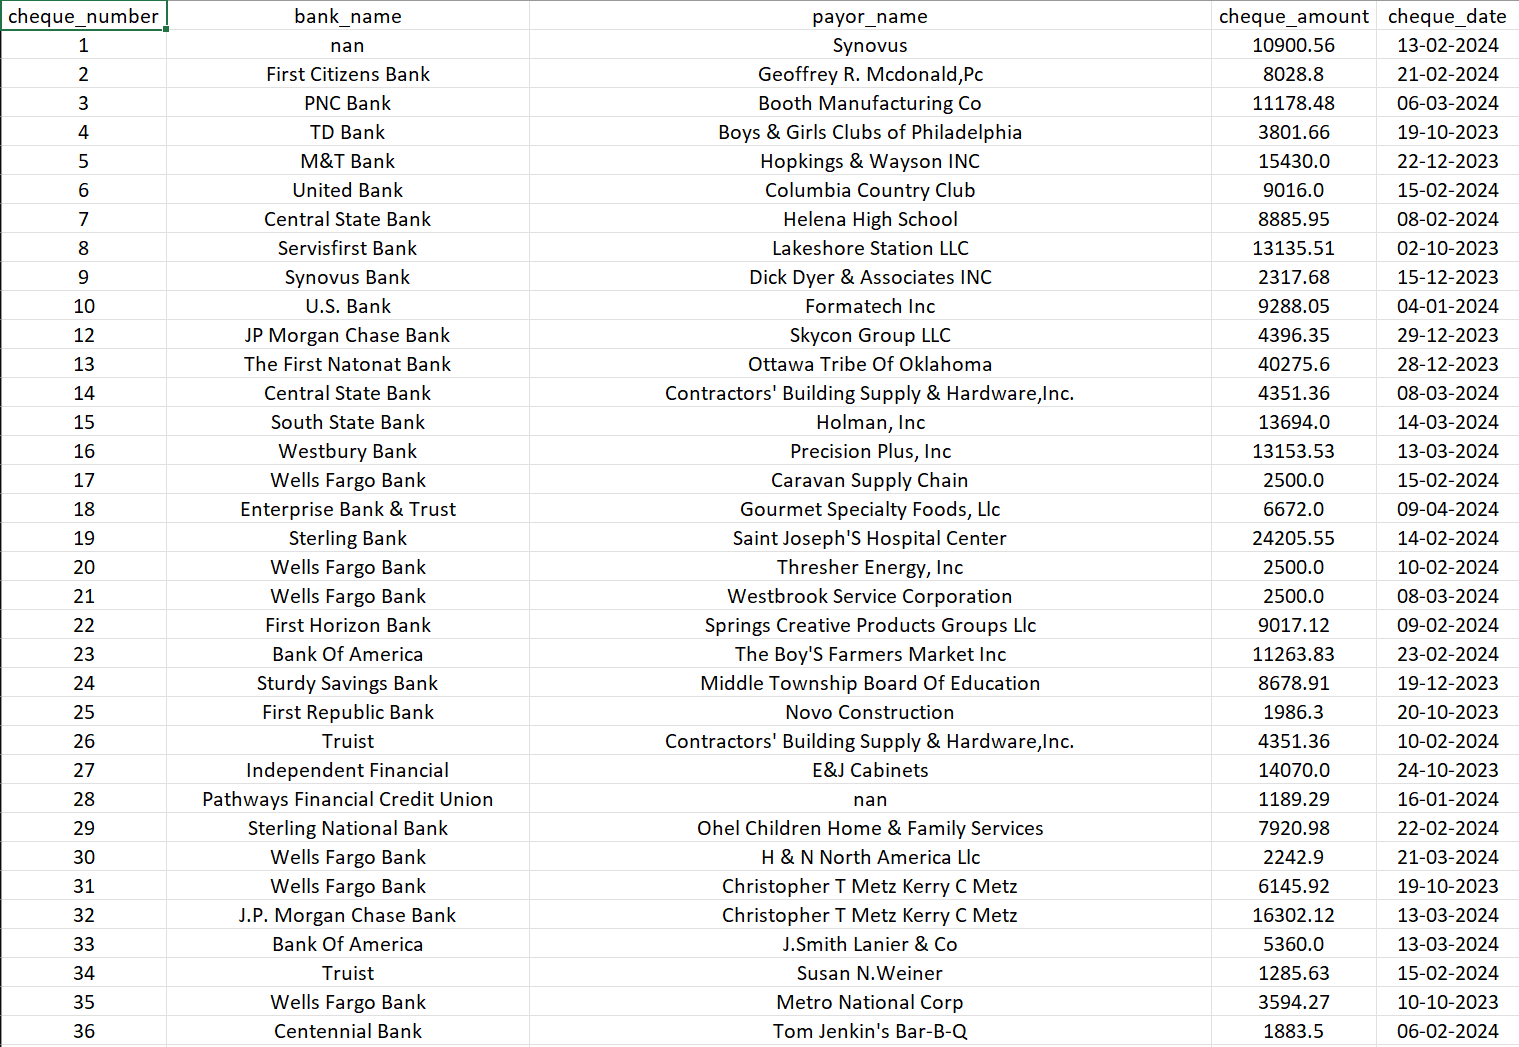 cheque_number bank_name payor_name cheque_amount cheque_date
1 nan Synovus 10900.56 13-02-2024
2 First Citizens Bank Geoffrey R. Mcdonald,Pc 8028.8 21-02-2024
3 PNC Bank Booth Manufacturing Co 11178.48 06-03-2024
4 TD Bank Boys & Girls Clubs of Philadelphia 3801.66 19-10-2023
5 M&T Bank Hopkings & Wayson INC 15430.0 22-12-2023
6 United Bank Columbia Country Club 9016.0 15-02-2024
7 Central State Bank Helena High School 8885.95 08-02-2024
8 Servisfirst Bank Lakeshore Station LLC 13135.51 02-10-2023
9 Synovus Bank Dick Dyer & Associates INC 2317.68 15-12-2023
10 U.S. Bank Formatech Inc 9288.05 04-01-2024
12 JP Morgan Chase Bank Skycon Group LLC 4396.35 29-12-2023
13 The First Natonat Bank Ottawa Tribe Of Oklahoma 40275.6 28-12-2023
14 Central State Bank Contractors' Building Supply & Hardware,Inc. 4351.36 08-03-2024
15 South State Bank Holman, Inc 13694.0 14-03-2024
16 Westbury Bank Precision Plus, Inc 13153.53 13-03-2024
17 Wells Fargo Bank Caravan Supply Chain 2500.0 15-02-2024
18 Enterprise Bank & Trust Gourmet Specialty Foods, Llc 6672.0 09-04-2024
19 Sterling Bank Saint Joseph'S Hospital Center 24205.55 14-02-2024
20 Wells Fargo Bank Thresher Energy, Inc 2500.0 10-02-2024
21 Wells Fargo Bank Westbrook Service Corporation 2500.0 08-03-2024
22 First Horizon Bank Springs Creative Products Groups Llc 9017.12 09-02-2024
23 Bank Of America The Boy'S Farmers Market Inc 11263.83 23-02-2024
24 Sturdy Savings Bank Middle Township Board Of Education 8678.91 19-12-2023
25 First Republic Bank Novo Construction 1986.3 20-10-2023
26 Truist Contractors' Building Supply & Hardware,Inc. 4351.36 10-02-2024
27 Independent Financial E&J Cabinets 14070.0 24-10-2023
28 Pathways Financial Credit Union nan 1189.29 16-01-2024
29 Sterling National Bank Ohel Children Home & Family Services 7920.98 22-02-2024
30 Wells Fargo Bank H & N North America Llc 2242.9 21-03-2024
31 Wells Fargo Bank Christopher T Metz Kerry C Metz 6145.92 19-10-2023
32 J.P. Morgan Chase Bank Christopher T Metz Kerry C Metz 16302.12 13-03-2024
33 Bank Of America J.Smith Lanier & Co 5360.0 13-03-2024
34 Truist Susan N.Weiner 1285.63 15-02-2024
35 Wells Fargo Bank Metro National Corp 3594.27 10-10-2023
36 Centennial Bank Tom Jenkin's Bar-B-Q 1883.5 06-02-2024